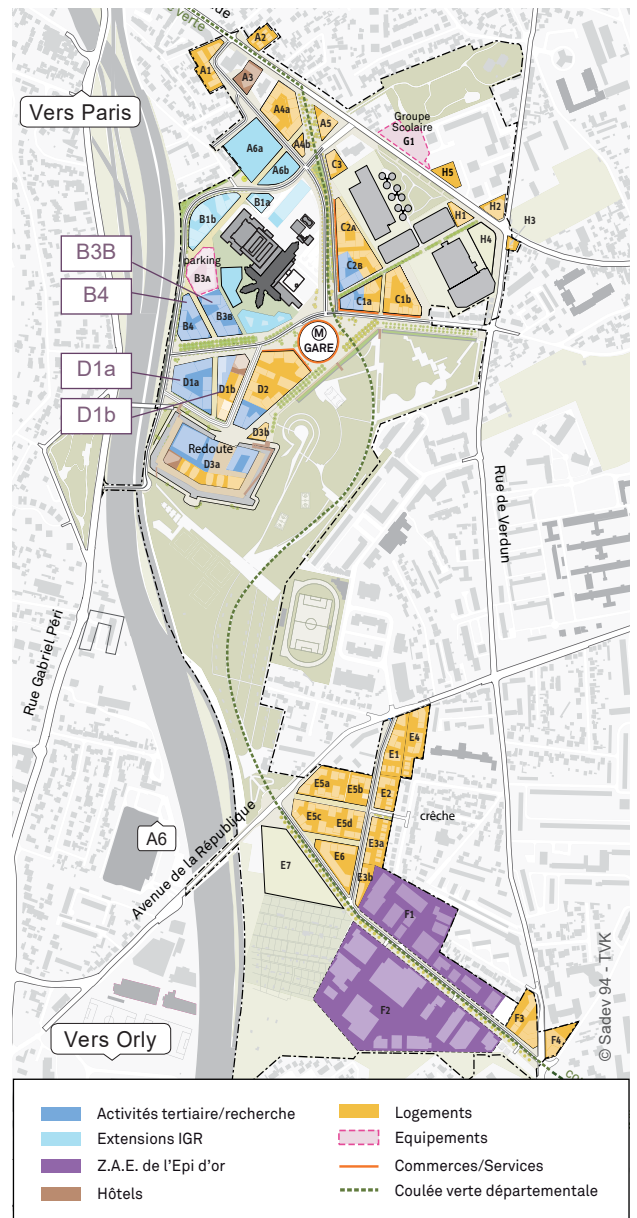 Vers Paris
A2
A1
A3
A4a
A5
A4b
Groupe
Scolaire
G1
A6a
A6b
C3
H5
B1a
H1
H2
H3
B1b
C2A
H4
parking
B3A
C2B
B3B
B4
C1a
C1b
B4
B3B
M
GARE
D1a
D1a
D1b
D2
D1b
D3b
Redoute
D3a
Rue de Verdun
Rue Gabriel Péri
E1
E4
E5a
E5b
E2
E5c
E5d
crèche
E3a
A6
Avenue de la République
E6
E7
E3b
F1
F2
F3
F4
Vers Orly
© Sadev 94 - TVK
Activités tertiaire/recherche
Extensions IGR
Z.A.E. de l'Epi d'or
Hôtels
Logements
Equipements
Commerces/Services
Coulée verte départementale